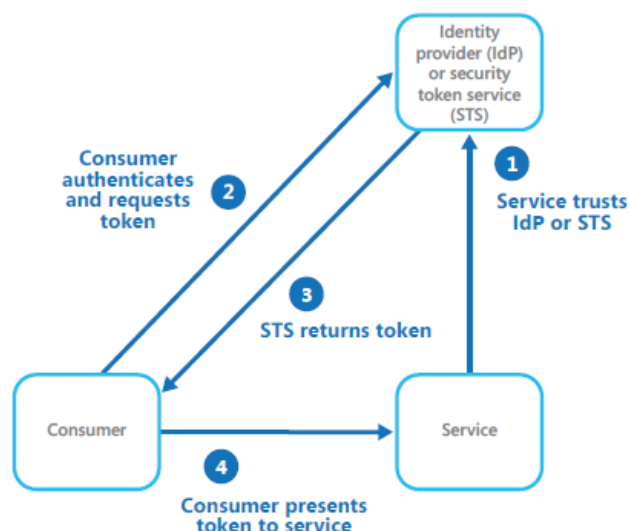 Identity
provider (IdP)
or security
token service
(STS)
1
Service trusts
IdP or STS
Consumer
authenticates
and requests
token
2
3
STS returns token
Consumer
Service
4
Consumer presents
token to service